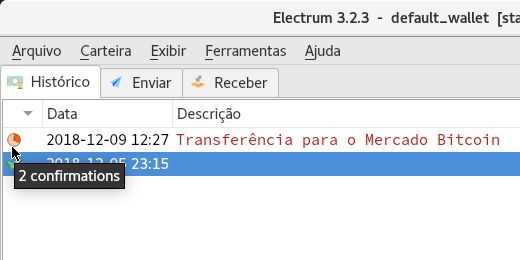 Electrum 3.2.3 - default_wallet [sta
Arquivo Carteira Exibir Ferramentas Ajuda
Histórico Enviar Receber
Data Descrição
2018-12-09 12:27 Transferência para o Mercado Bitcoin
2018-12-05 23:15
2 confirmations